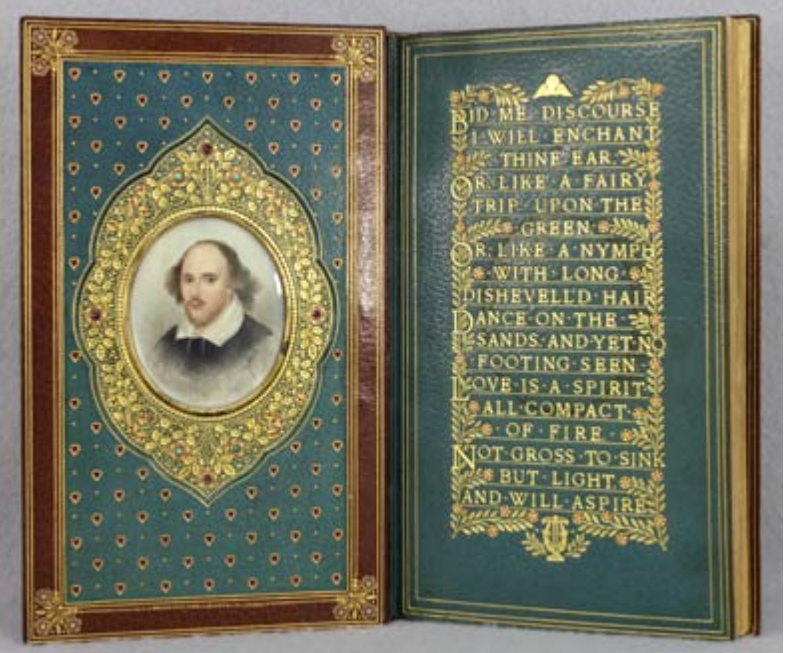 BID·ME·DISCOURSE
I·WILL·ENCHANT
THINE·EAR·
OR·LIKE·A·FAIRY
TRIP·UPON·THE
GREEN·
OR·LIKE·A·NYMPH
·WITH·LONG·
DISHEVELL'D·HAIR
DANCE·ON·THE·
SANDS·AND·YET·NO
FOOTING·SEEN·
LOVE·IS·A·SPIRIT
ALL·COMPACT·
OF·FIRE·
NOT·GROSS·TO·SINK
BUT·LIGHT·
AND·WILL·ASPIRE